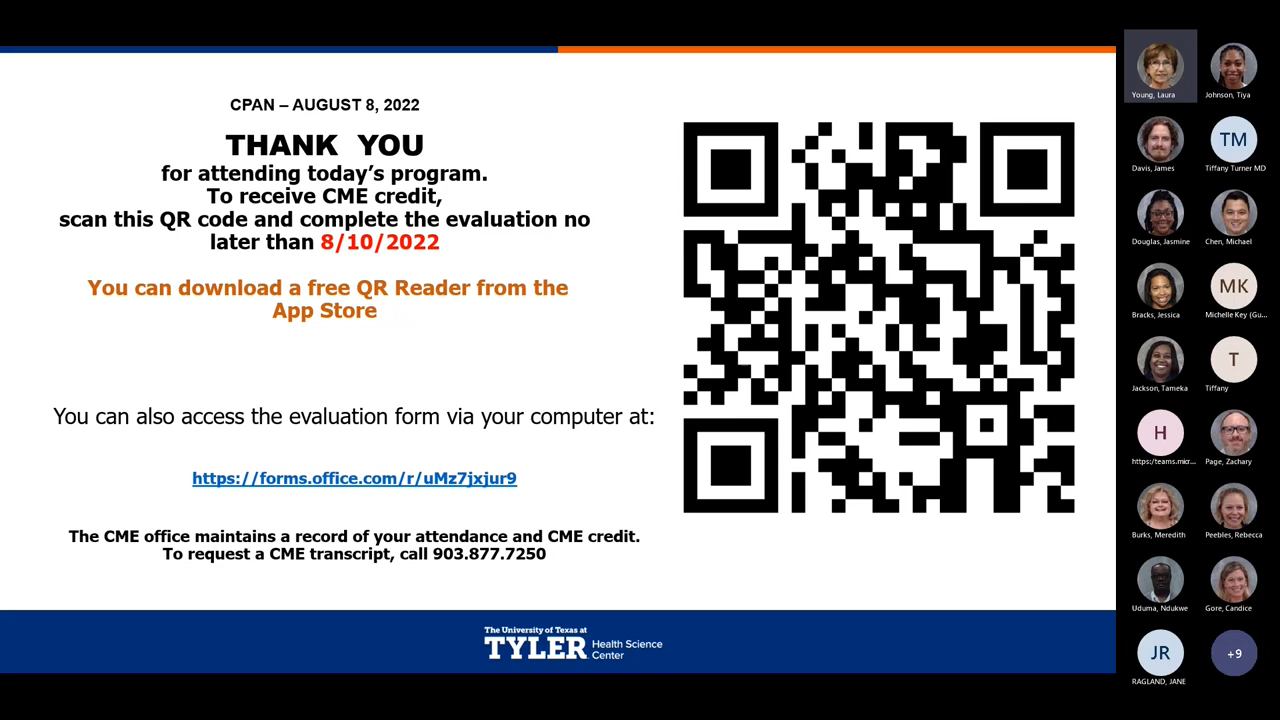 CPAN – AUGUST 8, 2022
THANK YOU
for attending today's program.
To receive CME credit,
scan this QR code and complete the evaluation no
later than 8/10/2022
You can download a free QR Reader from the
App Store
You can also access the evaluation form via your computer at:
https://forms.office.com/r/uMz7jxjur9
The CME office maintains a record of your attendance and CME credit.
To request a CME transcript, call 903.877.7250
The University of Texas at
TYLER
Health Science
Center
Young, Laura
Johnson, Tiya
Davis, James
TM
Tiffany Turner MD
Douglas, Jasmine
Chen, Michael
Bracks, Jessica
MK
Michelle Key (Gu...
Jackson, Tameka
T
Tiffany
H
https:/teams.micr...
Page, Zachary
Burks, Meredith
Peebles, Rebecca
Uduma, Ndukwe
Gore, Candice
JR
RAGLAND, JANE
+9